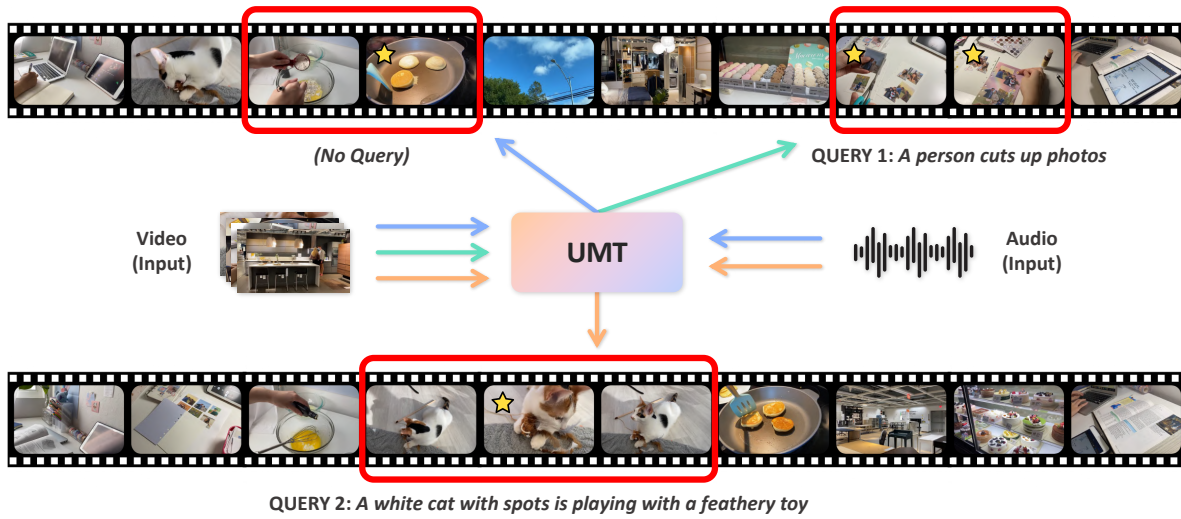 (No Query)
QUERY 1: A person cuts up photos
Video
(Input)
UMT
Audio
(Input)
QUERY 2: A white cat with spots is playing with a feathery toy